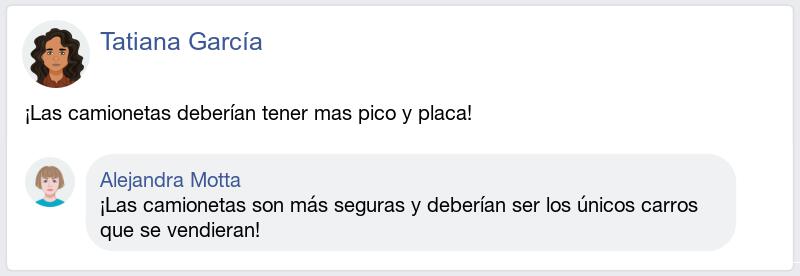 Tatiana García
¡Las camionetas deberían tener mas pico y placa!
Alejandra Motta
¡Las camionetas son más seguras y deberían ser los únicos carros
que se vendieran!